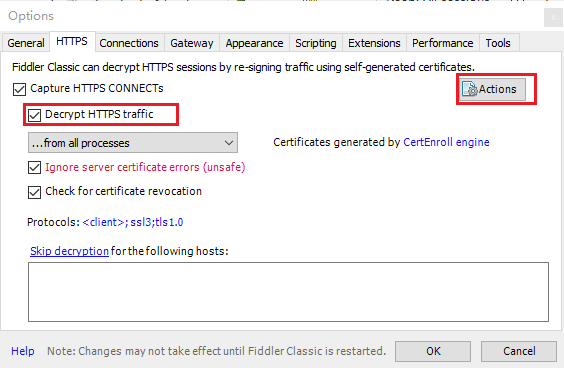 Options
General HTTPS Connections Gateway Appearance Scripting Extensions Performance Tools
Fiddler Classic can decrypt HTTPS sessions by re-signing traffic using self-generated certificates.
Capture HTTPS CONNECTs
Actions
Decrypt HTTPS traffic
...from all processes
Certificates generated by CertEnroll engine
Ignore server certificate errors (unsafe)
Check for certificate revocation
Protocols: <client>; ssl3;tls1.0
Skip decryption for the following hosts:
Help Note: Changes may not take effect until Fiddler Classic is restarted. OK Cancel